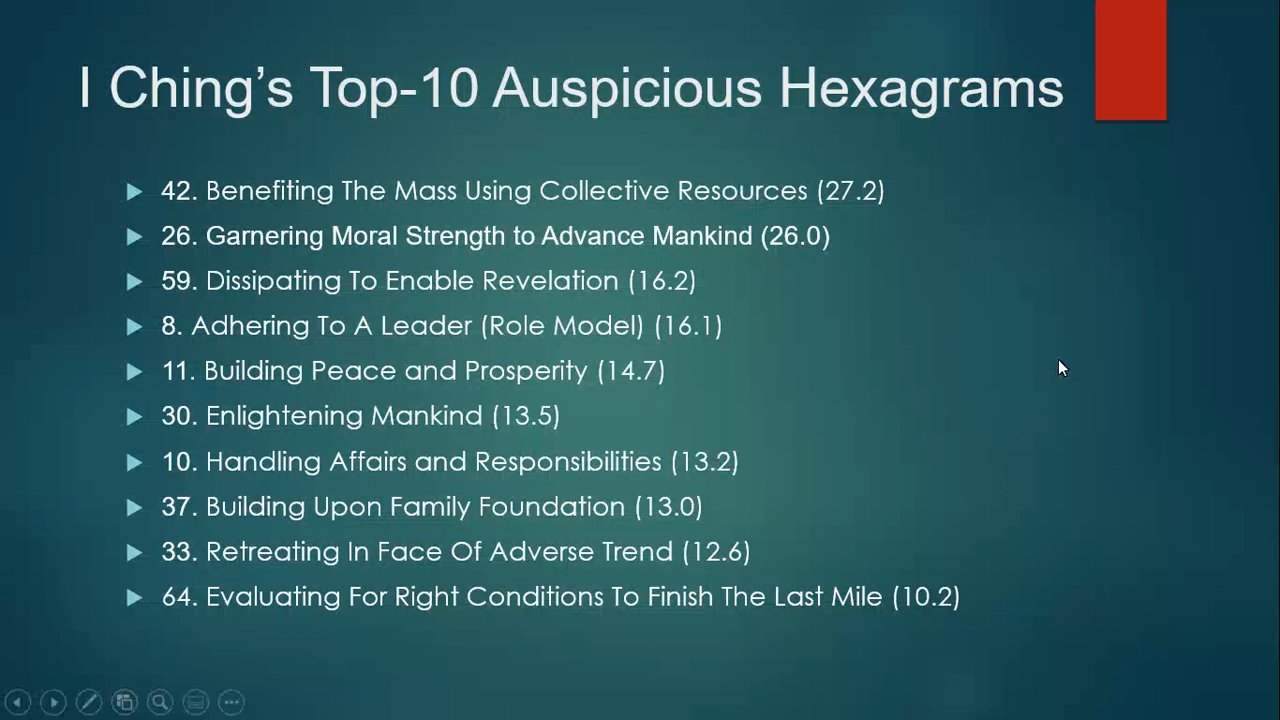 I Ching’s Top-10 Auspicious Hexagrams
42. Benefiting The Mass Using Collective Resources (27.2)
26. Garnering Moral Strength to Advance Mankind (26.0)
59. Dissipating To Enable Revelation (16.2)
8. Adhering To A Leader (Role Model) (16.1)
11. Building Peace and Prosperity (14.7)
30. Enlightening Mankind (13.5)
10. Handling Affairs and Responsibilities (13.2)
37. Building Upon Family Foundation (13.0)
33. Retreating In Face Of Adverse Trend (12.6)
64. Evaluating For Right Conditions To Finish The Last Mile (10.2)